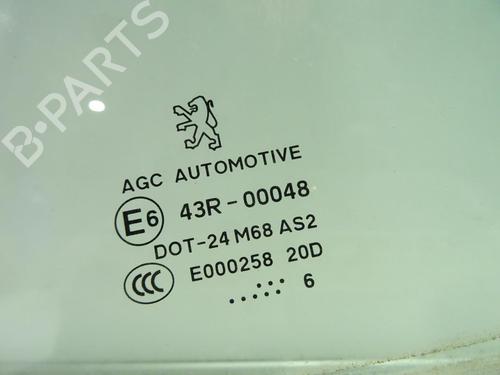 B-PARTS
AGC AUTOMOTIVE
E6 43R-00048
DOT-24 M68 AS2
CCC E000258 20D
6